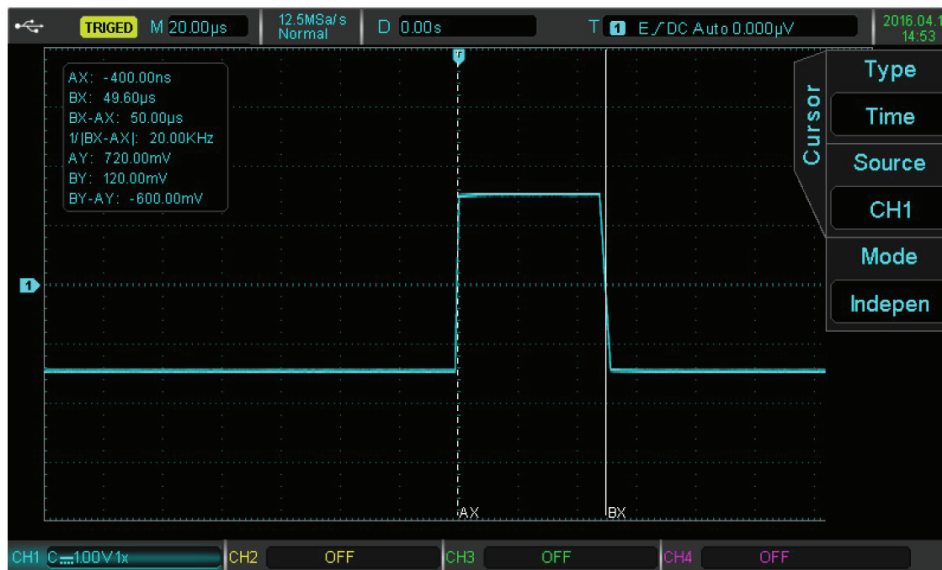 TRIGED M 20.00µs 12.5MSa/s Normal D 0.00s T 1 E DC Auto 0.000µV 14:53
T
AX: -400.00ns
BX: 49.60µs
BX-AX: 50.00µs
1/|BX-AX|: 20.00KHz
AY: 720.00mV
BY: 120.00mV
BY-AY: -600.00mV
Cursor
Type
Time
Source
CH1
Mode
Indepen
1
AX BX
CH1 C 1.00V 1x CH2 OFF CH3 OFF CH4 OFF